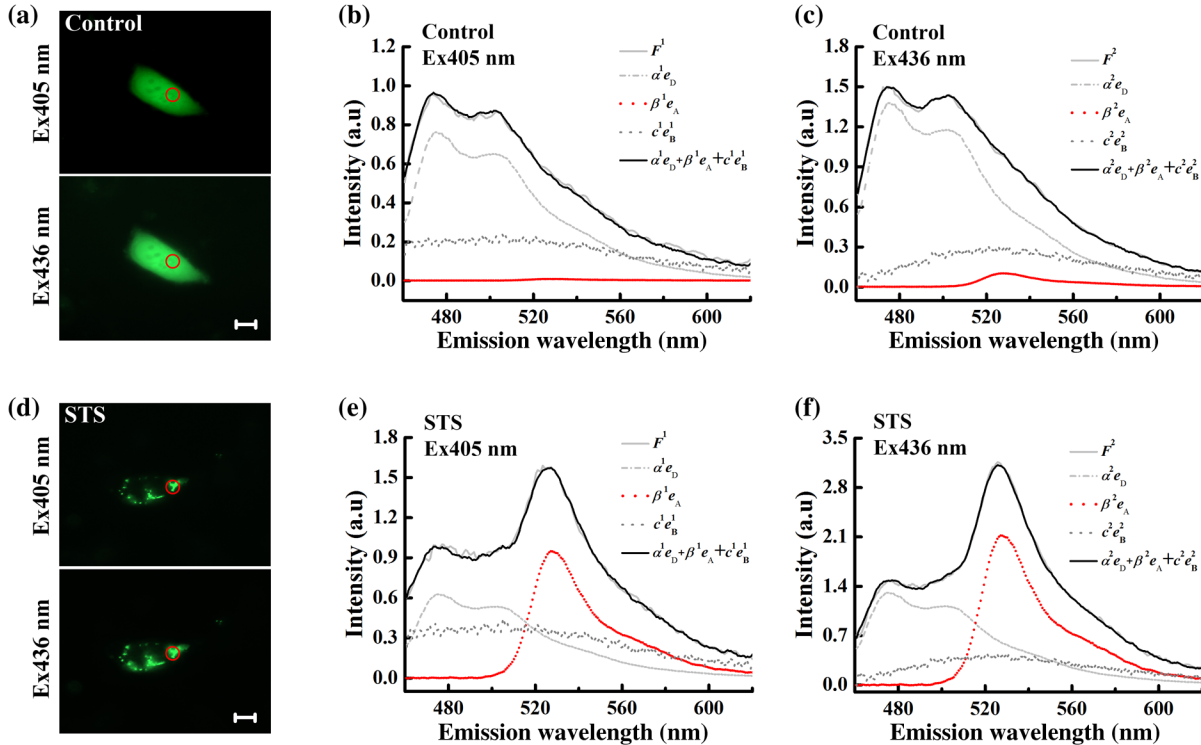 (a)
Control
Ex405 nm
Ex436 nm
(b)
Control
Ex405 nm
F¹
α¹e_D
β¹e_A
c¹e¹_B
α¹e_D+β¹e_A+c¹e¹_B
Intensity (a.u)
1.2
1.0
0.8
0.6
0.4
0.2
0.0
480 520 560 600
Emission wavelength (nm)
(c)
Control
Ex436 nm
F²
α²e_D
β²e_A
c²e²_B
α²e_D+β²e_A+c²e²_B
Intensity (a.u)
1.8
1.5
1.2
0.9
0.6
0.3
0.0
480 520 560 600
Emission wavelength (nm)
(d)
STS
Ex405 nm
Ex436 nm
(e)
STS
Ex405 nm
F¹
α¹e_D
β¹e_A
c¹e¹_B
α¹e_D+β¹e_A+c¹e¹_B
Intensity (a.u)
1.8
1.5
1.2
0.9
0.6
0.3
0.0
480 520 560 600
Emission wavelength (nm)
(f)
STS
Ex436 nm
F²
α²e_D
β²e_A
c²e²_B
α²e_D+β²e_A+c²e²_B
Intensity (a.u)
3.5
2.8
2.1
1.4
0.7
0.0
480 520 560 600
Emission wavelength (nm)